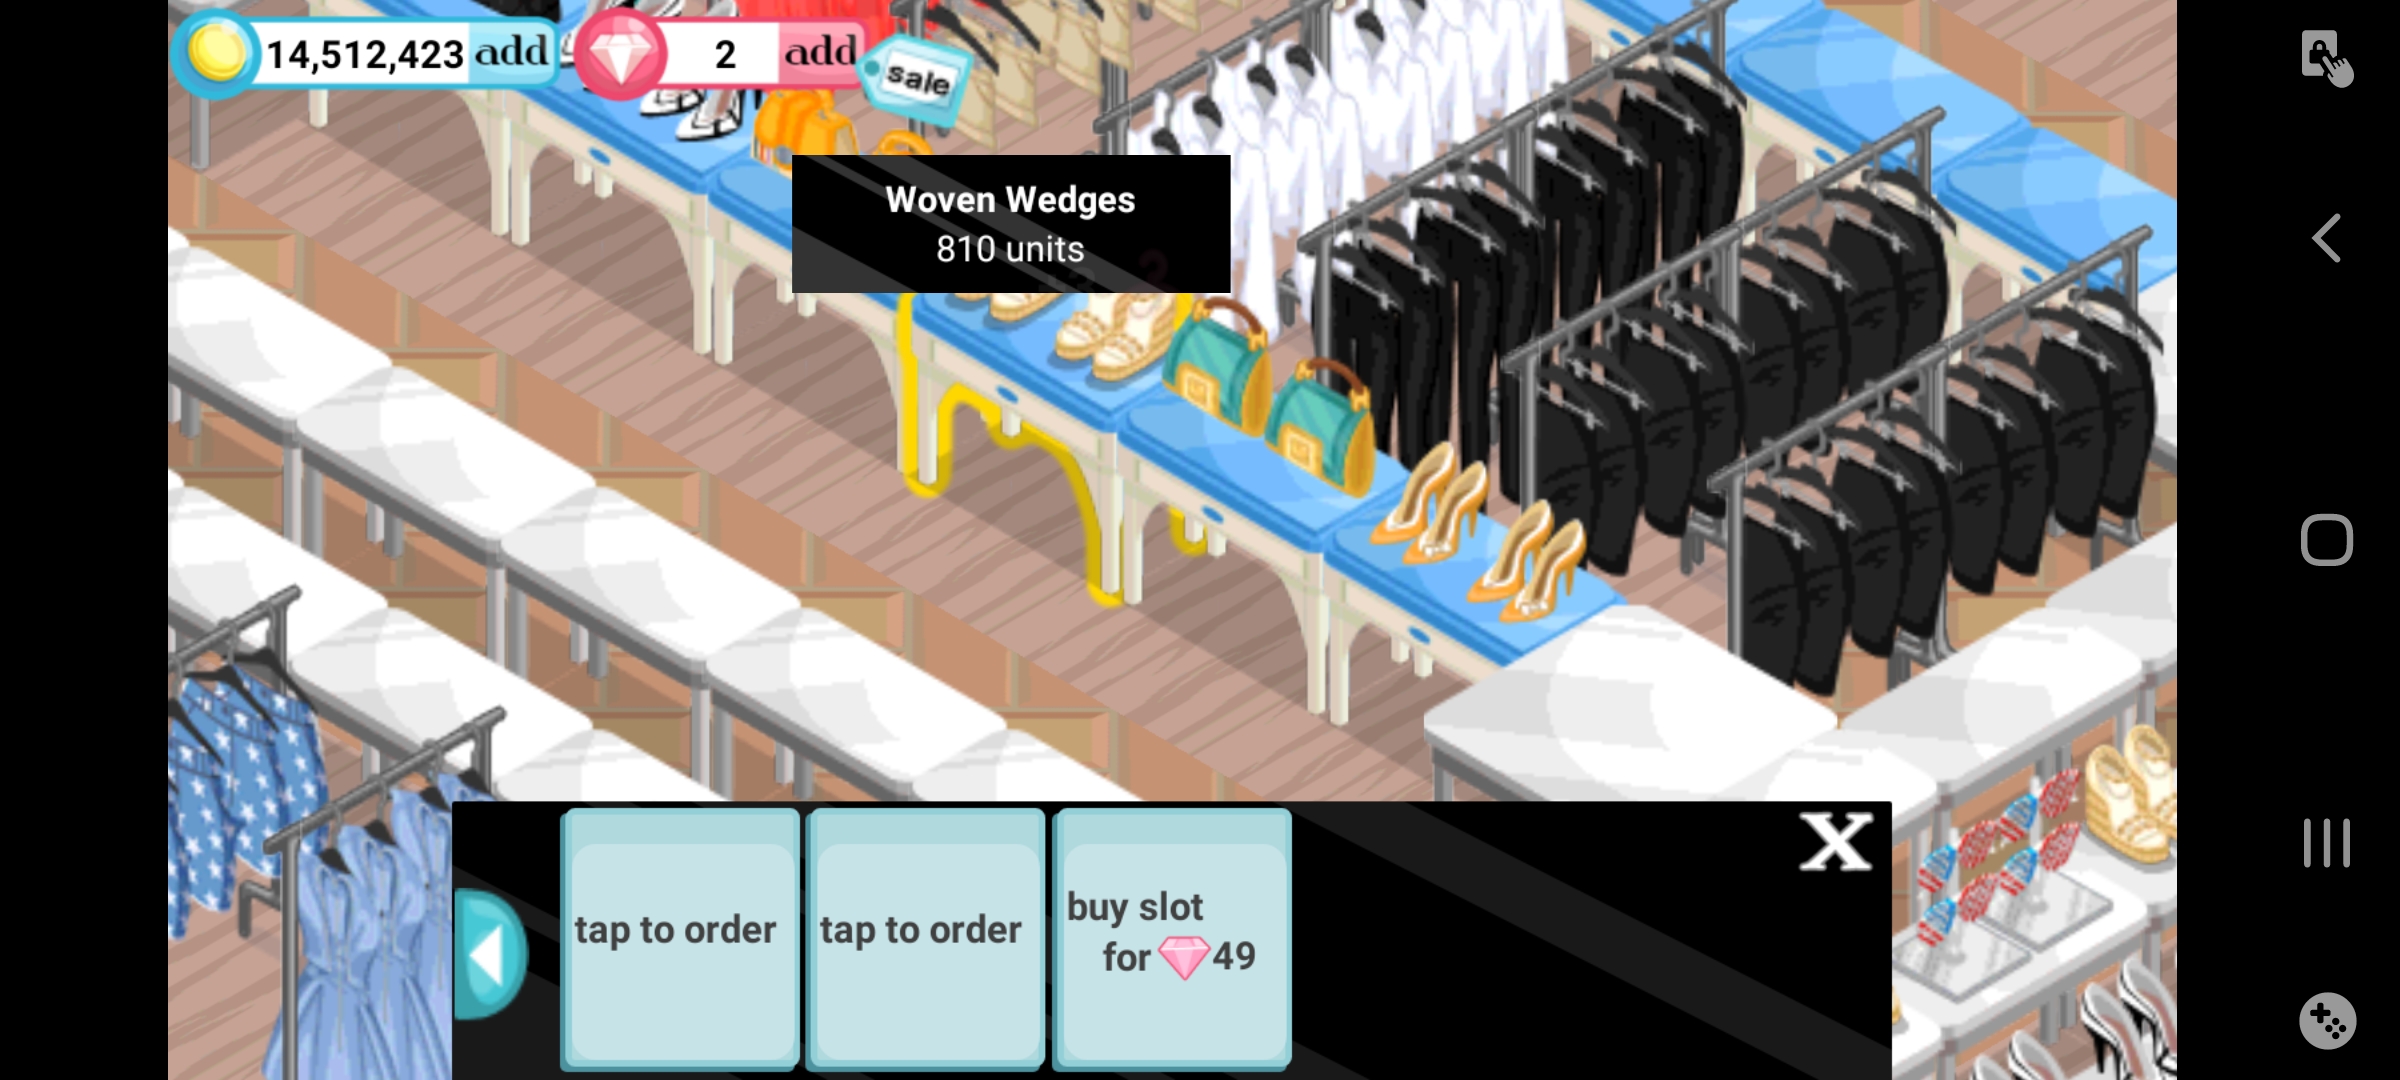 14,512,423 add
2 add
sale
Woven Wedges
810 units
tap to order
tap to order
buy slot
for 49
X